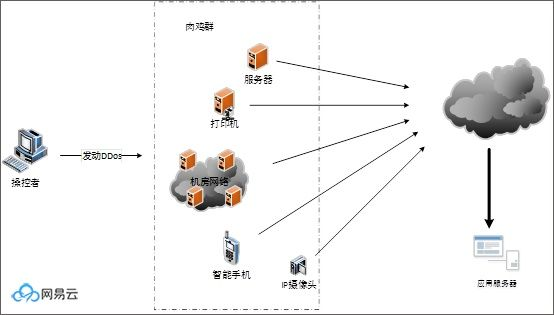 肉鸡群
服务器
打印机
操控者
发动DDos
机房网络
智能手机
IP摄像头
应用服务器
网易云